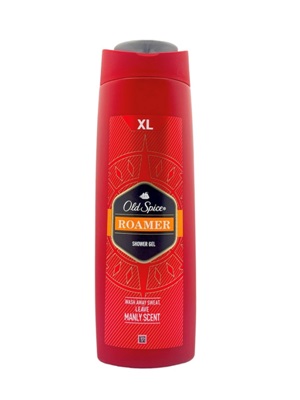 XL
Old Spice
ROAMER
SHOWER GEL
WASH AWAY SWEAT,
LEAVE
MANLY SCENT